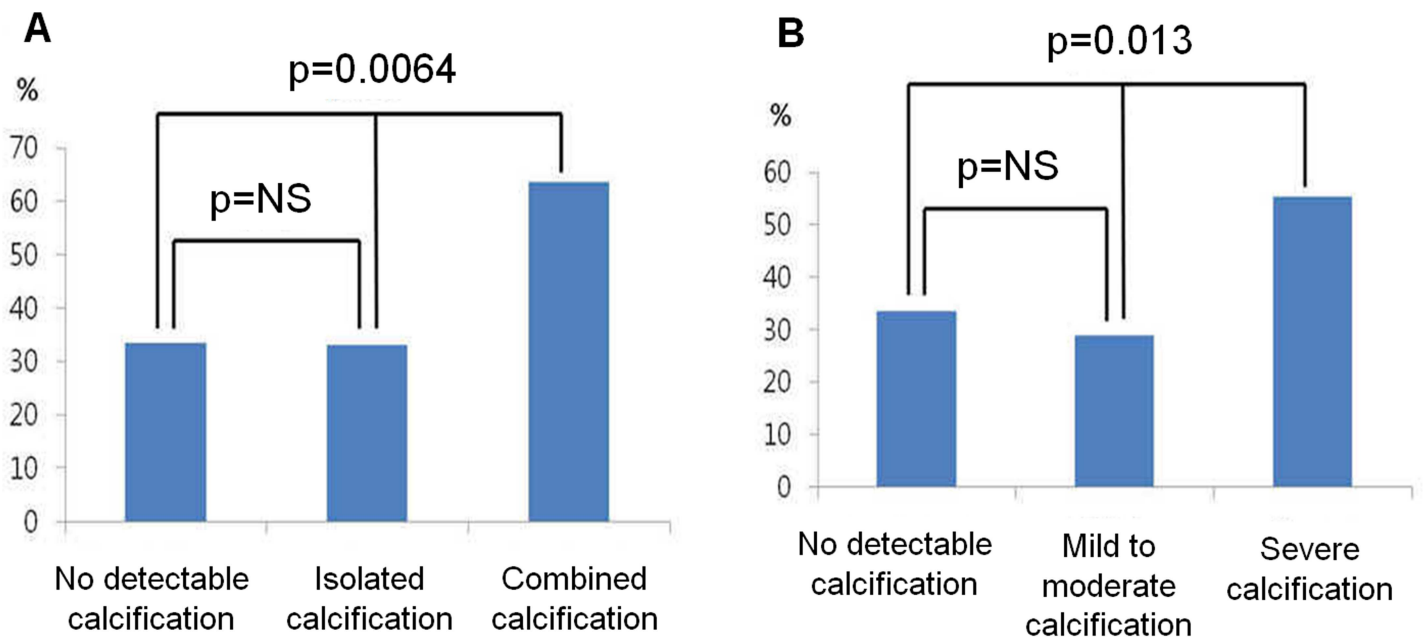 A
p=0.0064
%
70
60
50
40
30
20
10
0
p=NS
No detectable
calcification
Isolated
calcification
Combined
calcification
B
p=0.013
%
60
50
40
30
20
10
0
p=NS
No detectable
calcification
Mild to
moderate
calcification
Severe
calcification